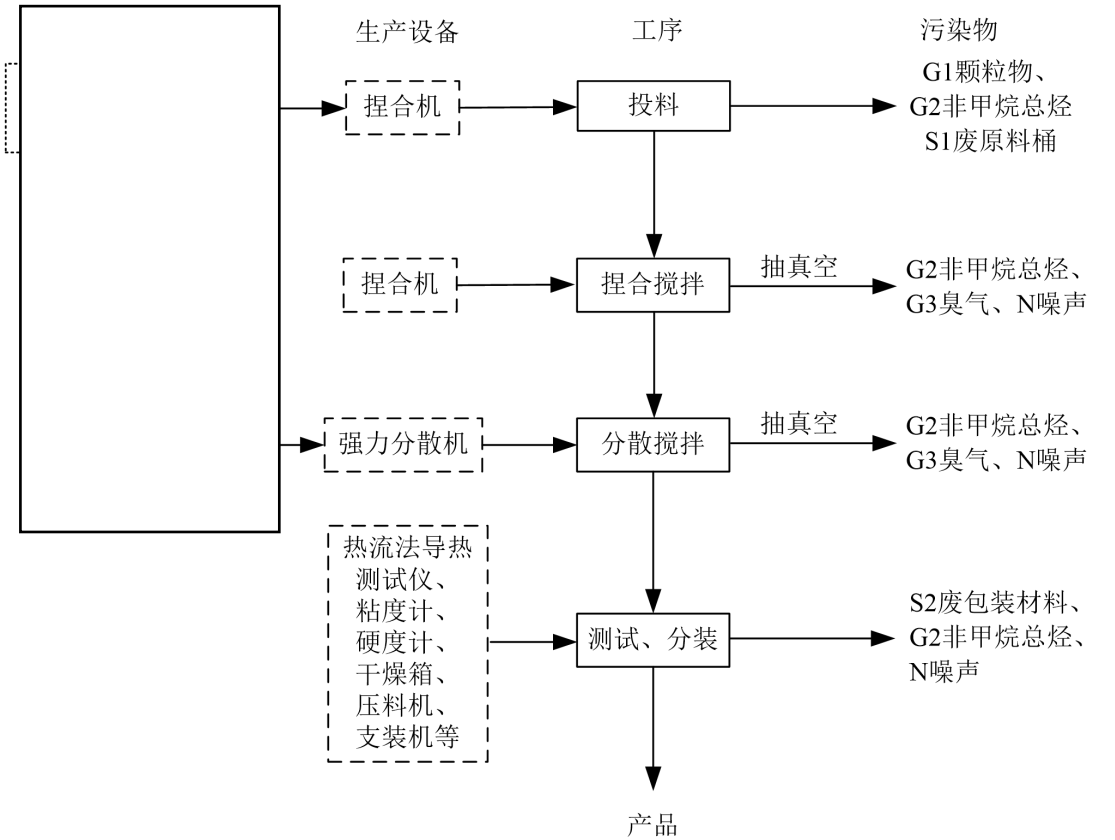 生产设备
工序
污染物
捏合机
投料
G1颗粒物、
G2非甲烷总烃
S1废原料桶
捏合机
捏合搅拌
抽真空
G2非甲烷总烃、
G3臭气、N噪声
强力分散机
分散搅拌
抽真空
G2非甲烷总烃、
G3臭气、N噪声
热流法导热
测试仪、
粘度计、
硬度计、
干燥箱、
压料机、
支装机等
测试、分装
S2废包装材料、
G2非甲烷总烃、
N噪声
产品